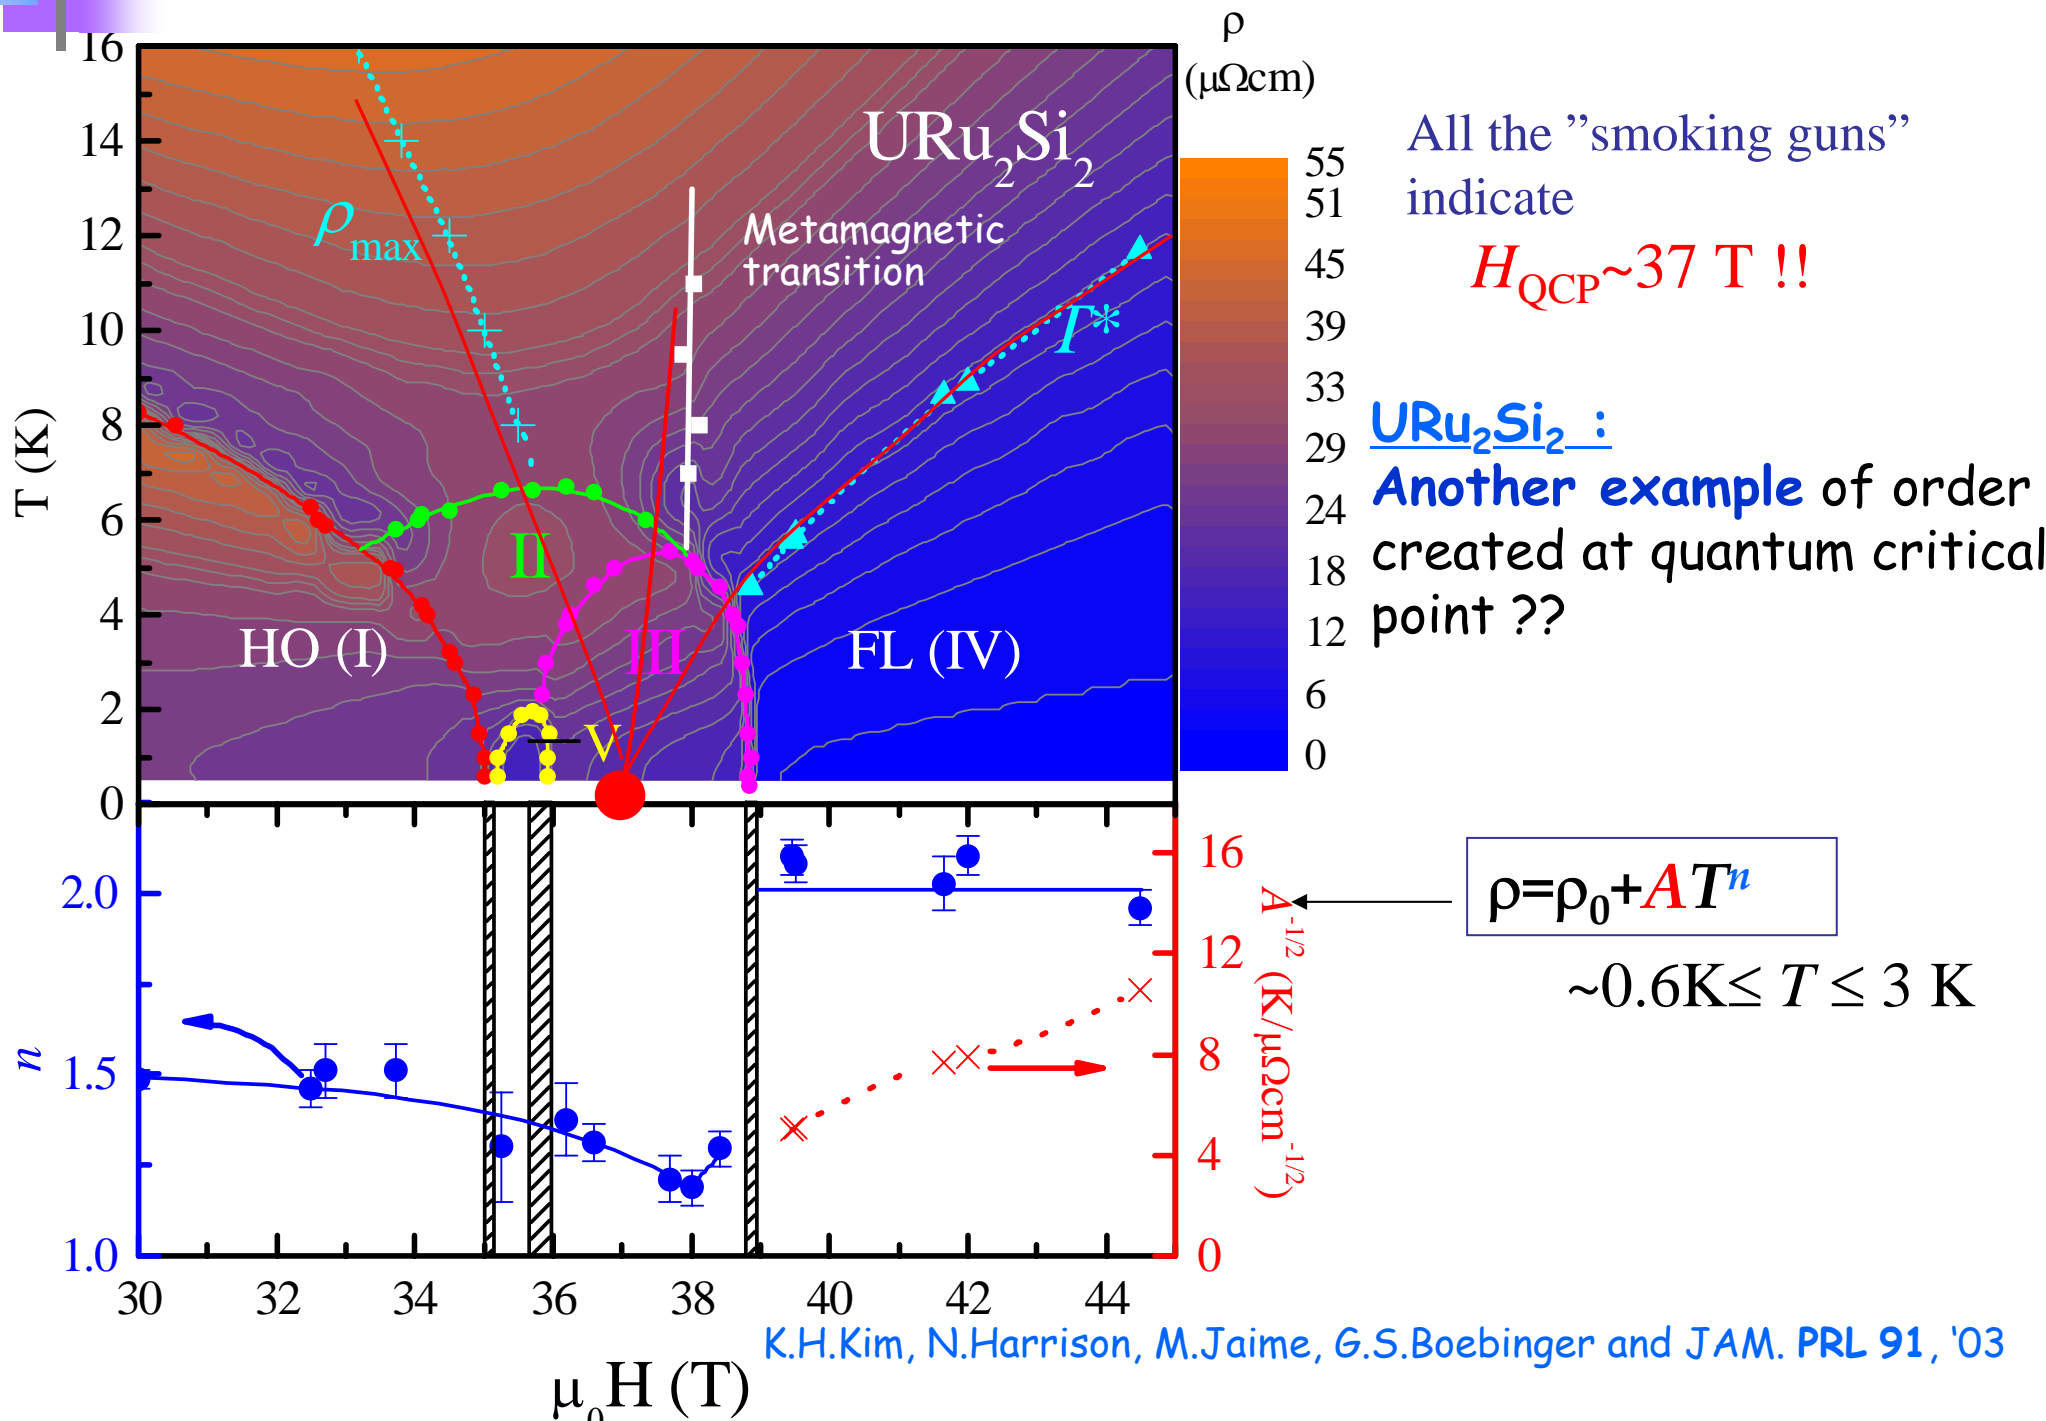 ρ
(μΩcm)
16
14
12
10
8
6
4
2
0
T (K)
URu2Si2
ρmax
Metamagnetic
transition
T*
II
III
HO (I)
FL (IV)
V
55
51
45
39
33
29
24
18
12
6
0
All the ”smoking guns”
indicate
HQCP~37 T !!
URu2Si2 :
Another example of order
created at quantum critical
point ??
2.0
1.5
1.0
n
16
12
8
4
0
A-1/2 (K/μΩcm-1/2)
ρ=ρ0+ATn
~0.6K≤ T ≤ 3 K
30 32 34 36 38 40 42 44
μ0H (T)
K.H.Kim, N.Harrison, M.Jaime, G.S.Boebinger and JAM. PRL 91, ‘03